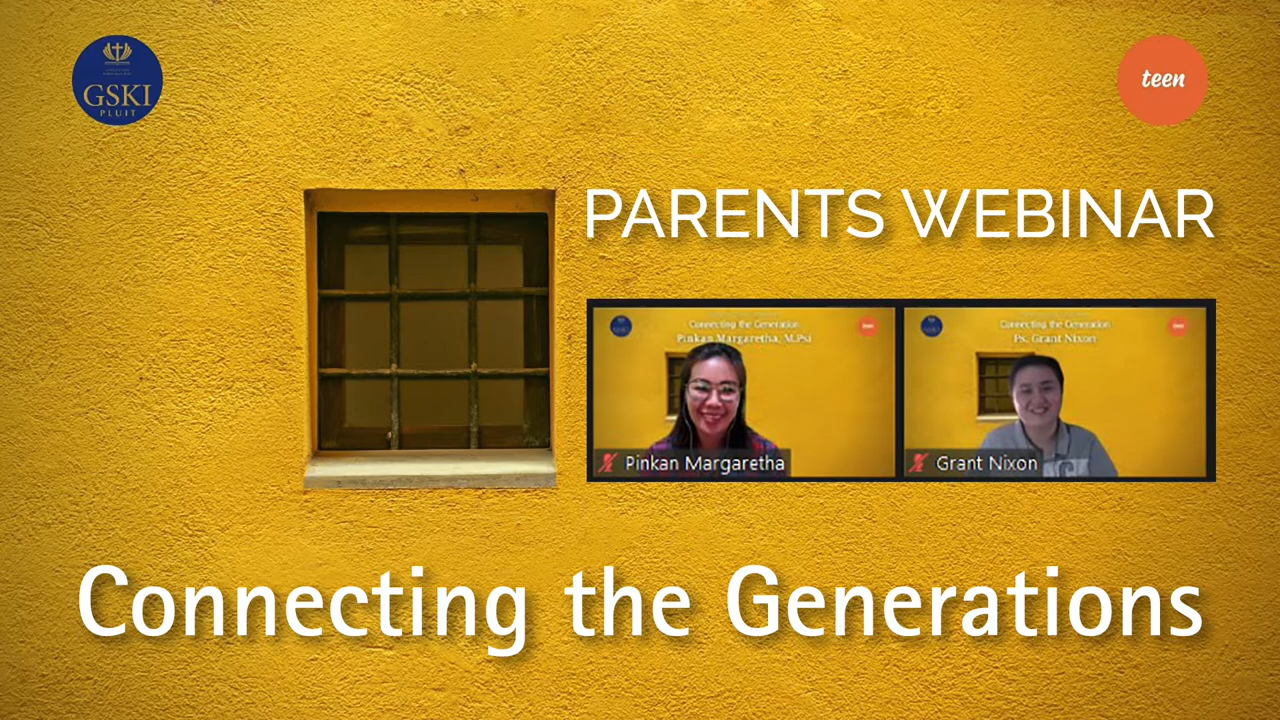 GSKI
PLUIT
teen
PARENTS WEBINAR
Connecting the Generation
Pinkan Margaretha, M.Psi
Pinkan Margaretha
Connecting the Generation
Ps. Grant Nixon
Grant Nixon
Connecting the Generations